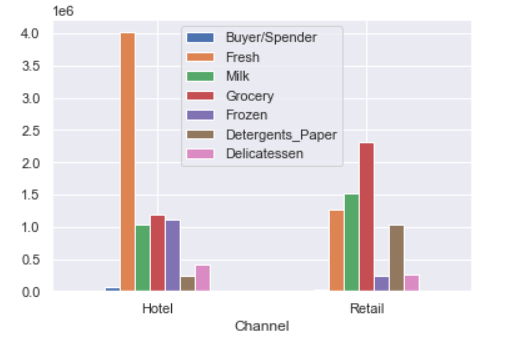 1e6
4.0
3.5
3.0
2.5
2.0
1.5
1.0
0.5
0.0
Buyer/Spender
Fresh
Milk
Grocery
Frozen
Detergents_Paper
Delicatessen
Hotel
Retail
Channel